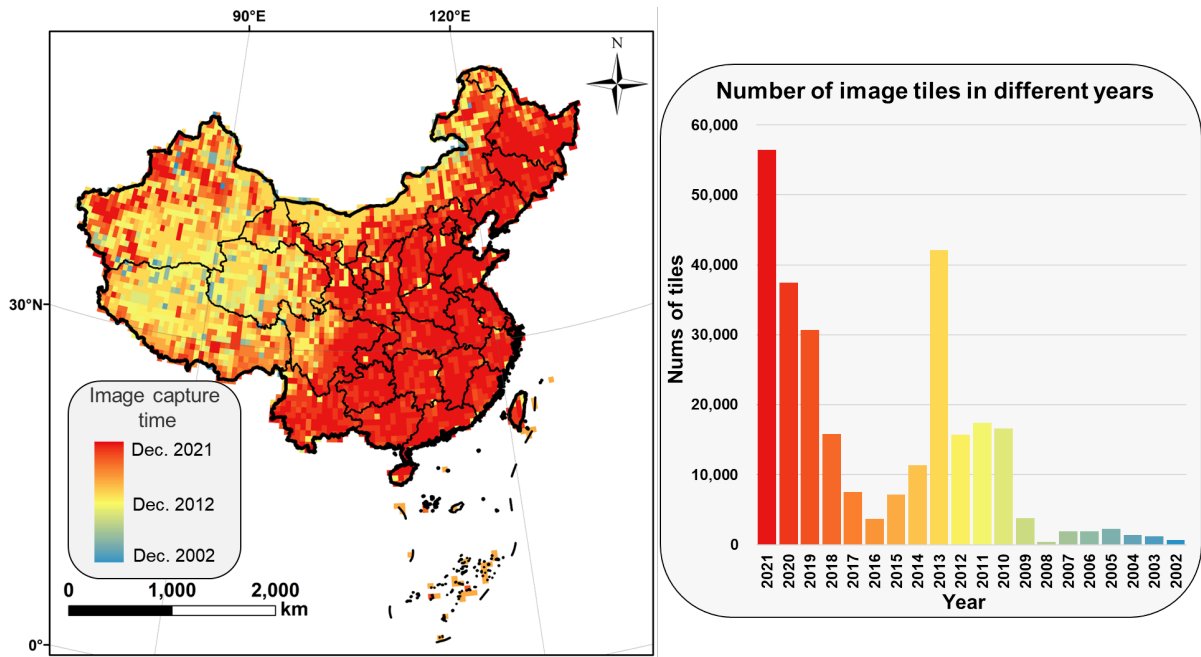 90°E
120°E
N
30°N
0°
Image capture
time
Dec. 2021
Dec. 2012
Dec. 2002
0
1,000
2,000
km
Number of image tiles in different years
Nums of tiles
60,000
50,000
40,000
30,000
20,000
10,000
0
2021
2020
2019
2018
2017
2016
2015
2014
2013
2012
2011
2010
2009
2008
2007
2006
2005
2004
2003
2002
Year